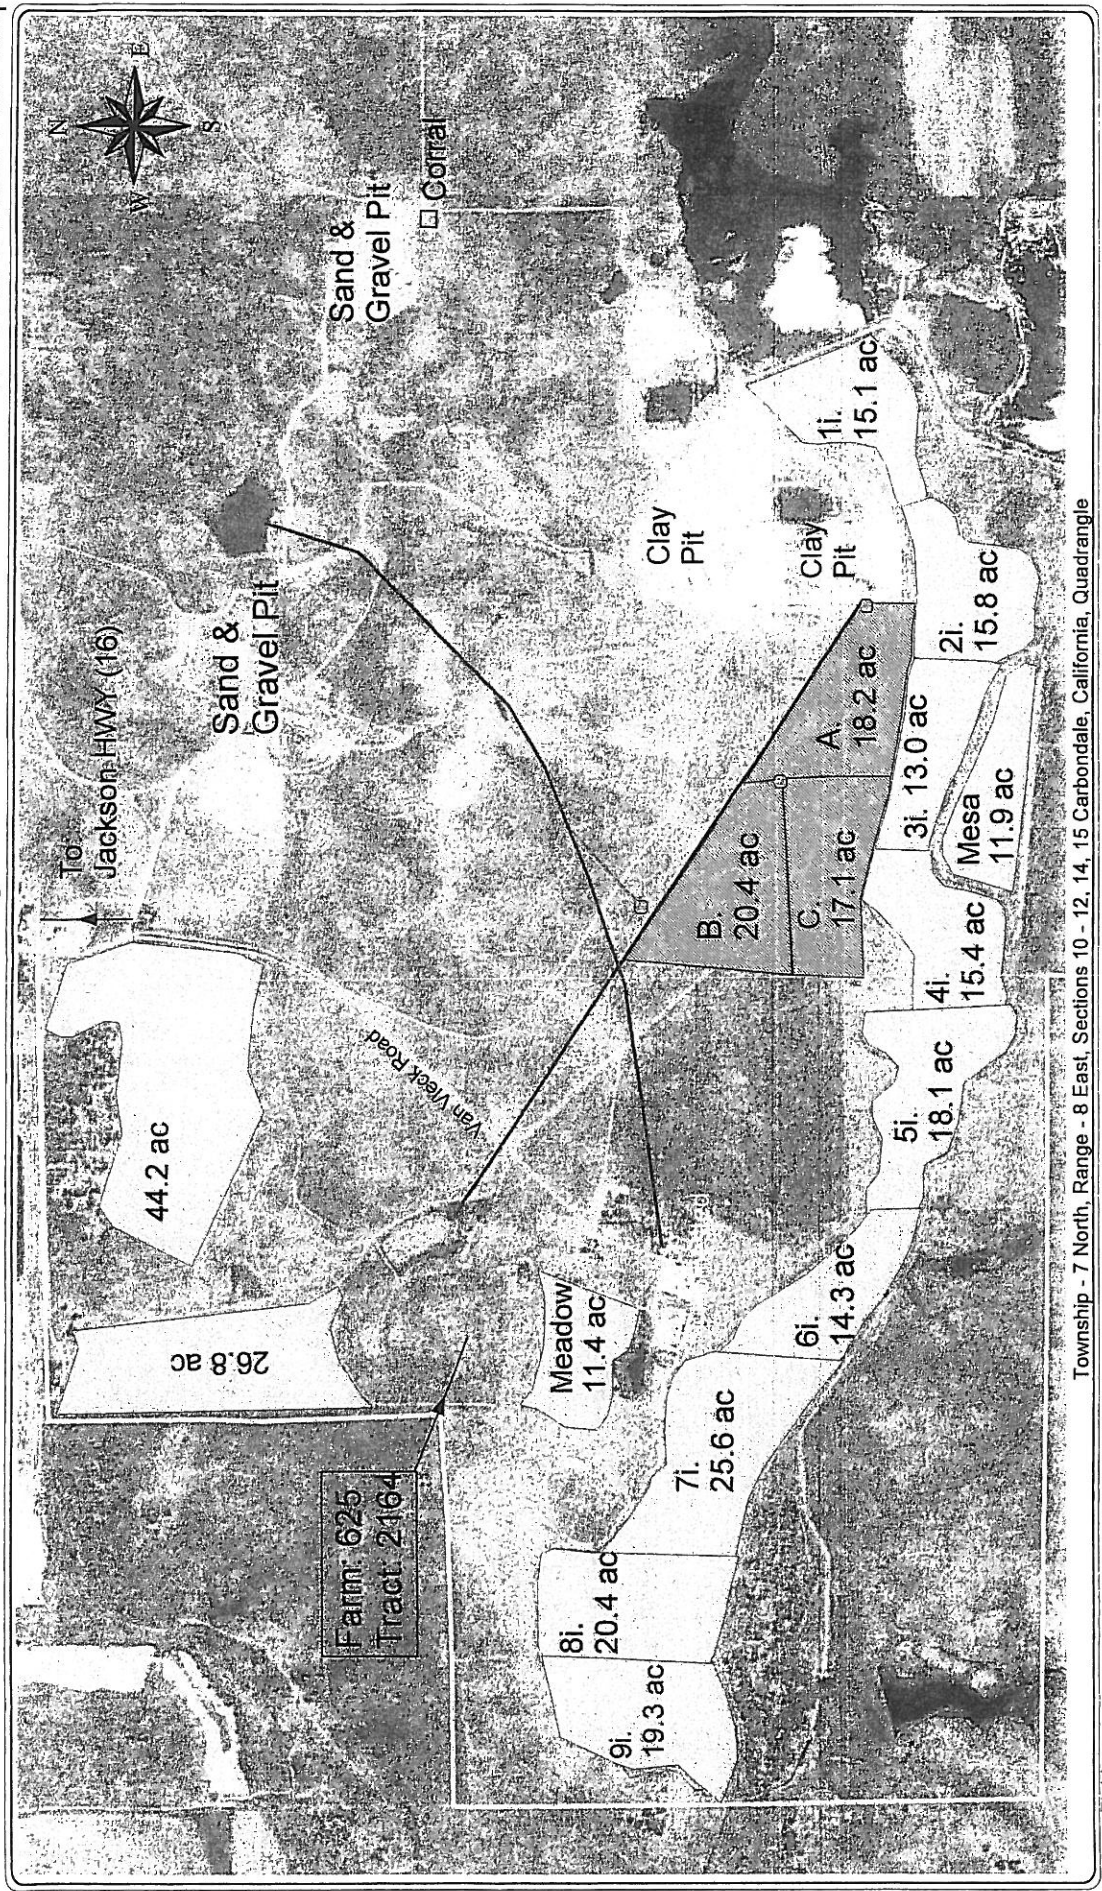 N
E
S
W
To
Jackson HWY (16)
Sand &
Gravel Pit
Sand &
Gravel Pit
Corral
44.2 ac
26.8 ac
Van Vleck Road
Farm: 625
Tract: 2164
Meadow
11.4 ac
Clay
Pit
Clay
Pit
A.
18.2 ac
B.
20.4 ac
C.
17.1 ac
1i.
15.1 ac
2i.
15.8 ac
3i. 13.0 ac
Mesa
11.9 ac
4i.
15.4 ac
5i.
18.1 ac
6i.
14.3 ac
7i.
25.6 ac
8i.
20.4 ac
9i.
19.3 ac
Township - 7 North, Range - 8 East, Sections 10 - 12, 14, 15 Carbondale, California, Quadrangle